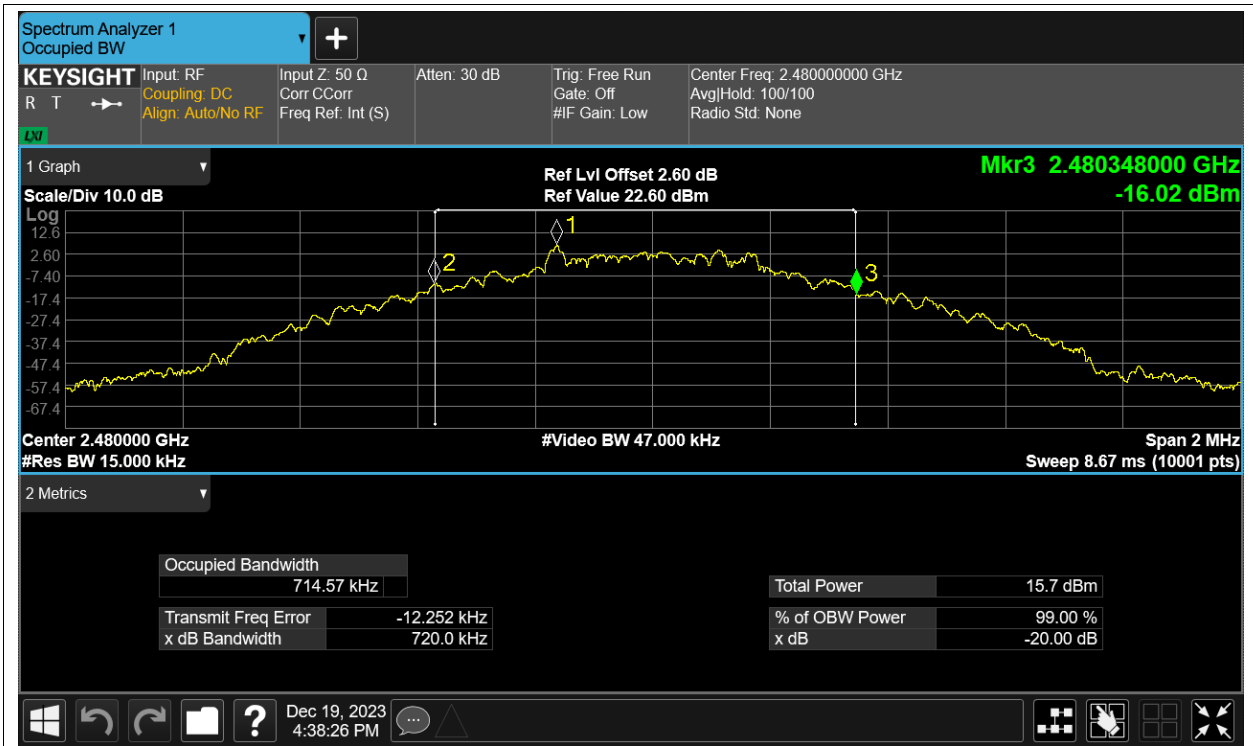 Spectrum Analyzer 1
Occupied BW
KEYSIGHT
R T
LXI
Input: RF
Coupling: DC
Align: Auto/No RF
Input Z: 50 Ω
Corr CCorr
Freq Ref: Int (S)
Atten: 30 dB
Trig: Free Run
Gate: Off
#IF Gain: Low
Center Freq: 2.480000000 GHz
Avg|Hold: 100/100
Radio Std: None
1 Graph
Scale/Div 10.0 dB
Ref Lvl Offset 2.60 dB
Ref Value 22.60 dBm
Mkr3 2.480348000 GHz
-16.02 dBm
Log
12.6
2.60
-7.40
-17.4
-27.4
-37.4
-47.4
-57.4
-67.4
1
2
3
Center 2.480000 GHz
#Res BW 15.000 kHz
#Video BW 47.000 kHz
Span 2 MHz
Sweep 8.67 ms (10001 pts)
2 Metrics
Occupied Bandwidth
714.57 kHz
Transmit Freq Error -12.252 kHz
x dB Bandwidth 720.0 kHz
Total Power 15.7 dBm
% of OBW Power 99.00 %
x dB -20.00 dB
?
Dec 19, 2023
4:38:26 PM